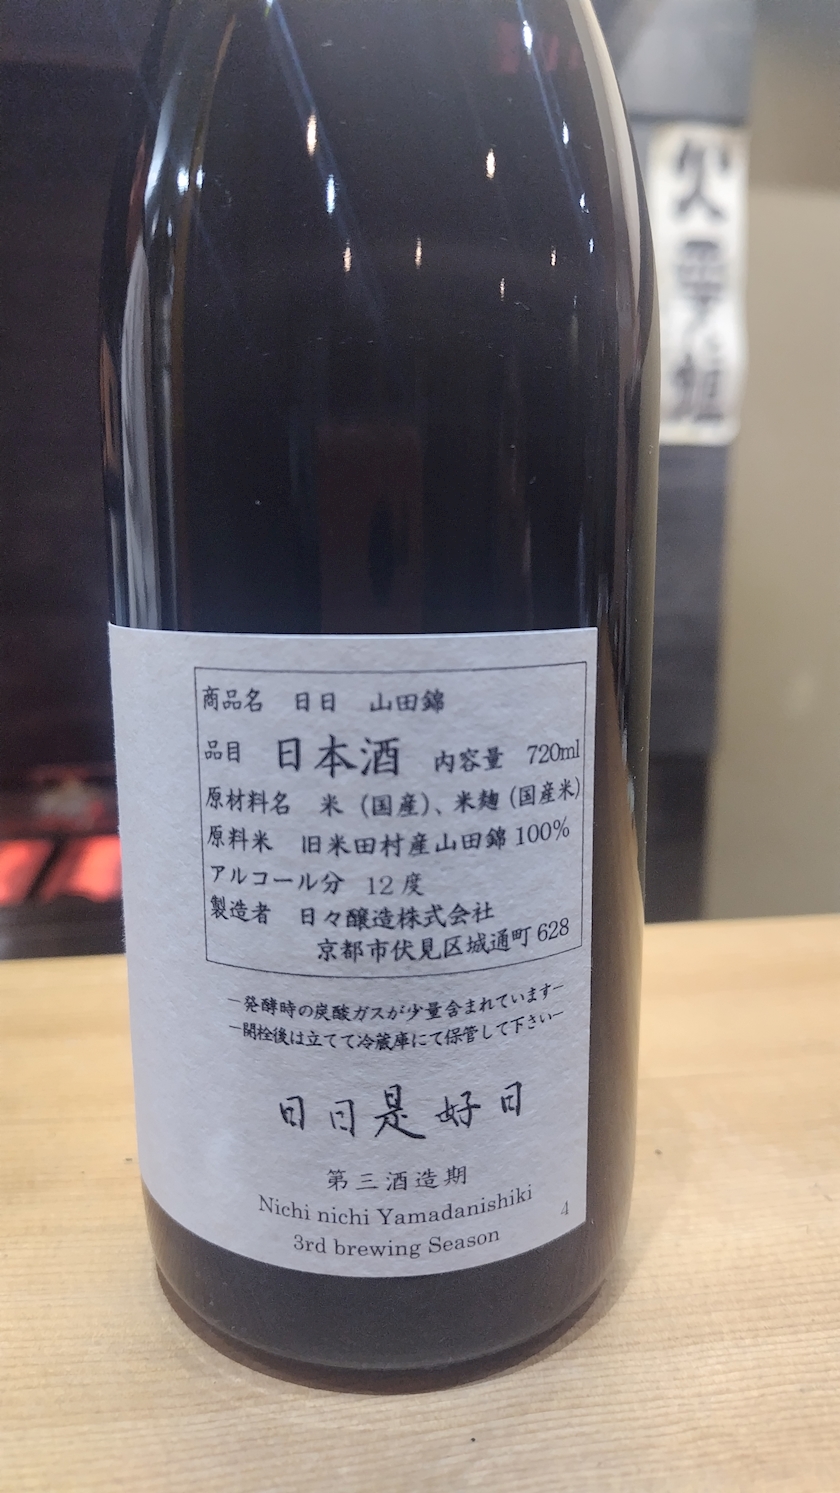 商品名 日日 山田錦
品目 日本酒 内容量 720ml
原材料名 米（国産）、米麹（国産米）
原料米 旧米田村産山田錦 100%
アルコール分 12度
製造者 日々醸造株式会社
京都市伏見区城通町 628
－発酵時の炭酸ガスが少量含まれています－
－開栓後は立てて冷蔵庫にて保管して下さい－
日日是好日
第三酒造期
Nichi nichi Yamadanishiki
4
3rd brewing Season